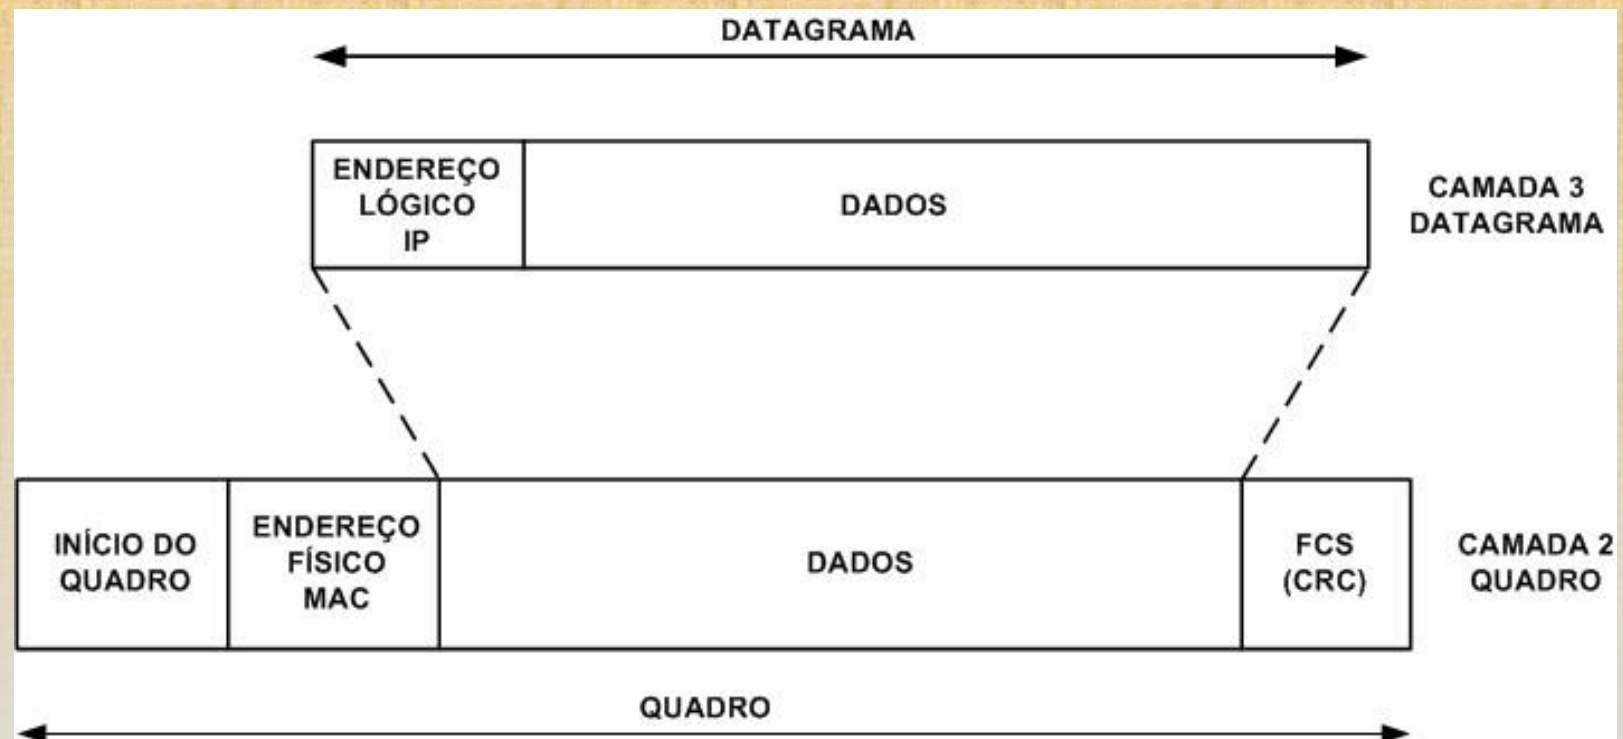 DATAGRAMA
ENDEREÇO
LÓGICO
IP
DADOS
CAMADA 3
DATAGRAMA
INÍCIO DO
QUADRO
ENDEREÇO
FÍSICO
MAC
DADOS
FCS
(CRC)
CAMADA 2
QUADRO
QUADRO